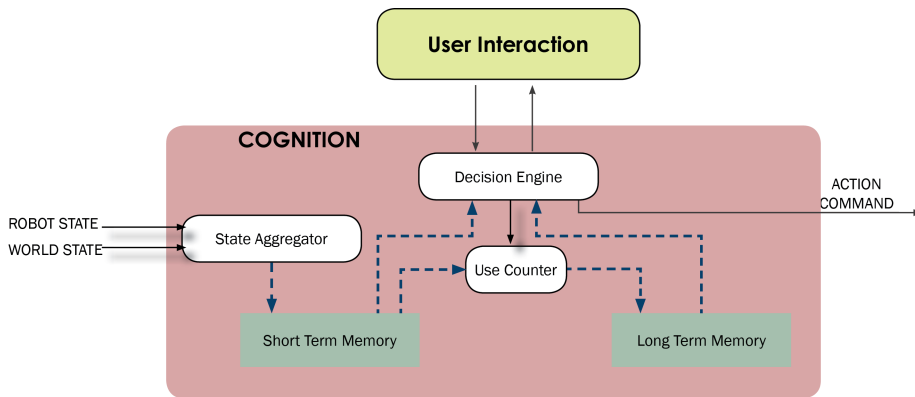 User Interaction
COGNITION
Decision Engine
ACTION
COMMAND
ROBOT STATE
WORLD STATE
State Aggregator
Use Counter
Short Term Memory
Long Term Memory